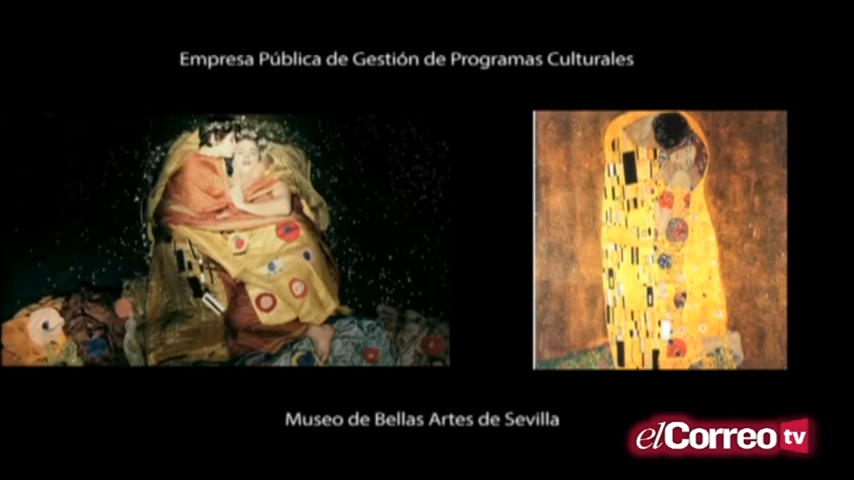 Empresa Pública de Gestión de Programas Culturales
Museo de Bellas Artes de Sevilla
elCorreo tv